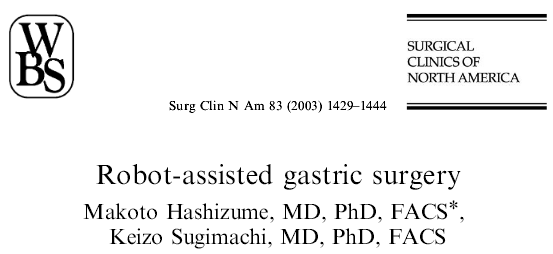 WBS
SURGICAL
CLINICS OF
NORTH AMERICA
Surg Clin N Am 83 (2003) 1429–1444
Robot-assisted gastric surgery
Makoto Hashizume, MD, PhD, FACS*,
Keizo Sugimachi, MD, PhD, FACS